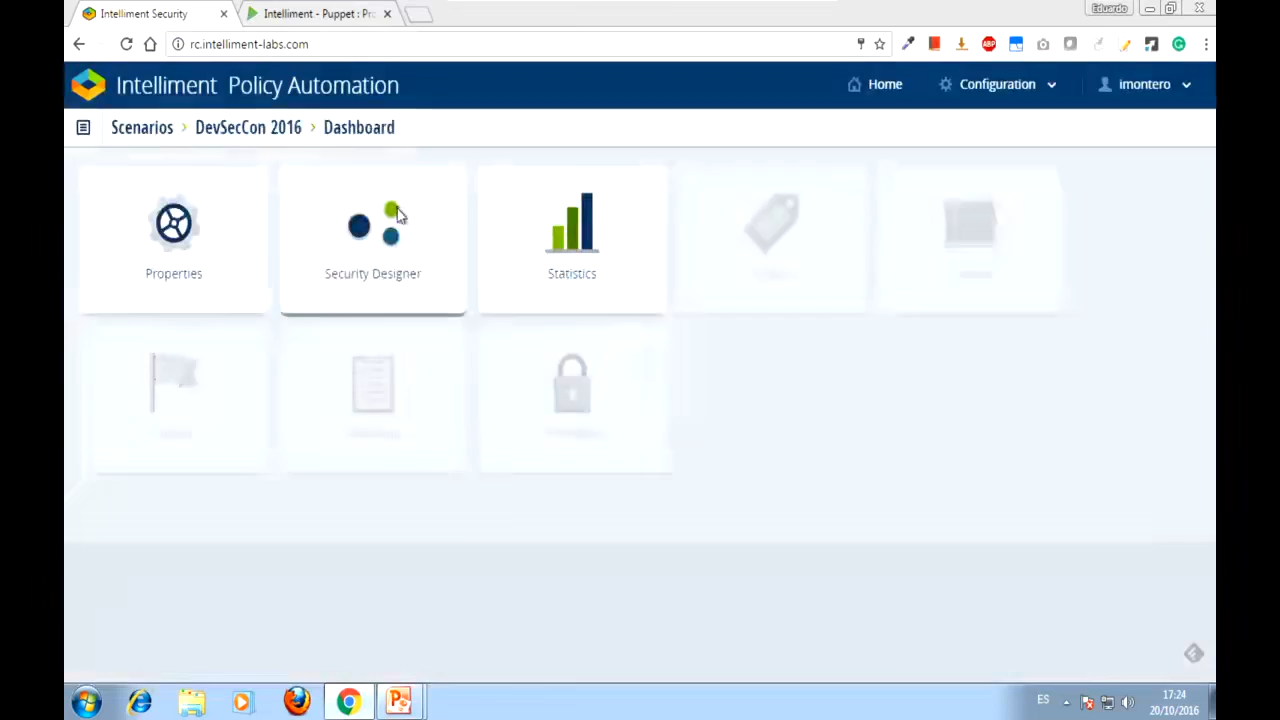 Intelliment Security
Intelliment - Puppet : Pr
Eduardo
rc.intelliment-labs.com
ABP
Intelliment Policy Automation
Home
Configuration
imontero
Scenarios > DevSecCon 2016 > Dashboard
Properties
Security Designer
Statistics
ES
17:24
20/10/2016